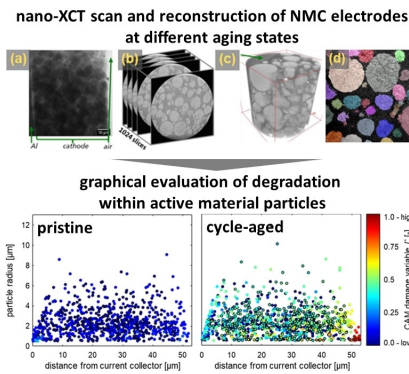 nano-XCT scan and reconstruction of NMC electrodes
at different aging states
(a)
(b)
(c)
(d)
Al cathode air
1024 slices
graphical evaluation of degradation
within active material particles
pristine
cycle-aged
particle radius [µm]
12
10
8
6
4
2
0
0 10 20 30 40 50
distance from current collector [µm]
0 10 20 30 40 50
distance from current collector [µm]
1.0 - hig
0.75
0.5
0.25
0.0 - lov
CAM damage variable